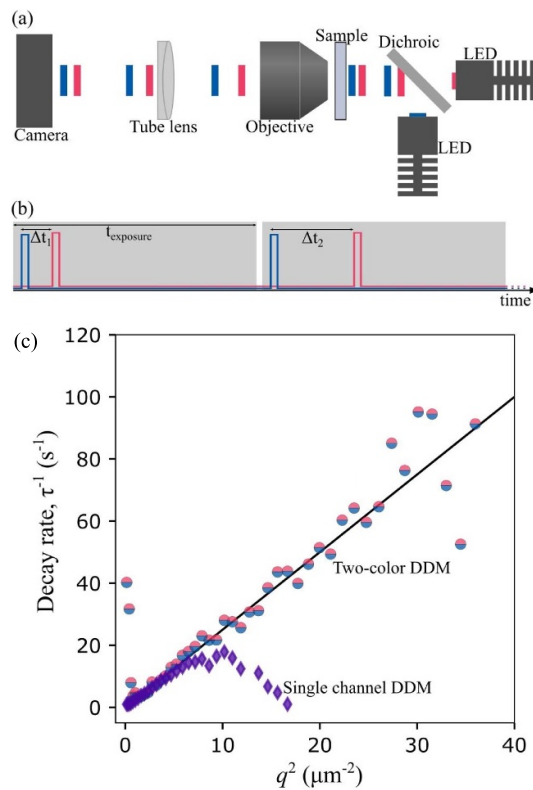 (a)
Sample
Dichroic
LED
Camera
Tube lens
Objective
LED
(b)
Δt₁
t_exposure
Δt₂
time
(c)
120
100
80
60
40
20
0
Decay rate, τ⁻¹ (s⁻¹)
Two-color DDM
Single channel DDM
0
10
20
30
40
q² (μm⁻²)